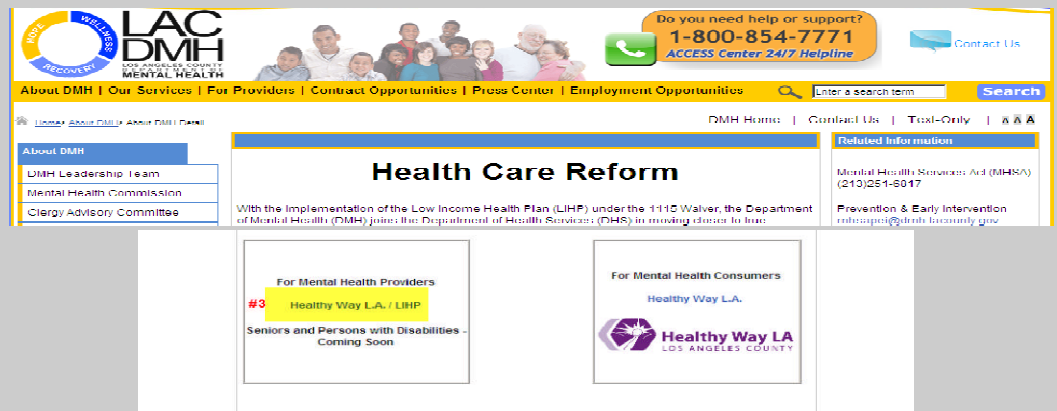 HOPE WELLNESS RECOVERY
LAC
DMH
LOS ANGELES COUNTY
DEPARTMENT OF
MENTAL HEALTH
Do you need help or support?
1-800-854-7771
ACCESS Center 24/7 Helpline
Contact Us
About DMH | Our Services | For Providers | Contract Opportunities | Press Center | Employment Opportunities
Enter a search term
Search
Home> About DMH> About DMH Detail
DMH Home | Contact Us | Text-Only | A A A
About DMH
DMH Leadership Team
Mental Health Commission
Clergy Advisory Committee
Health Care Reform
With the Implementation of the Low Income Health Plan (LIHP) under the 1115 Waiver, the Department
of Mental Health (DMH) joins the Department of Health Services (DHS) in moving closer to true
Related Information
Mental Health Services Act (MHSA)
(213)251-6817
Prevention & Early Intervention
For Mental Health Providers
#3 Healthy Way L.A. / LIHP
Seniors and Persons with Disabilities -
Coming Soon
For Mental Health Consumers
Healthy Way L.A.
Healthy Way LA
LOS ANGELES COUNTY